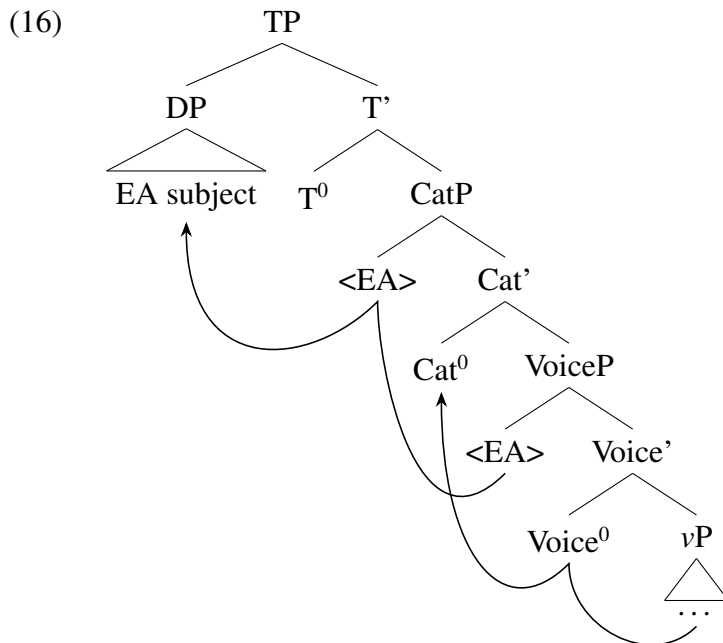 (16) TP
DP T’
EA subject T⁰ CatP
<EA> Cat’
Cat⁰ VoiceP
<EA> Voice’
Voice⁰ vP
...